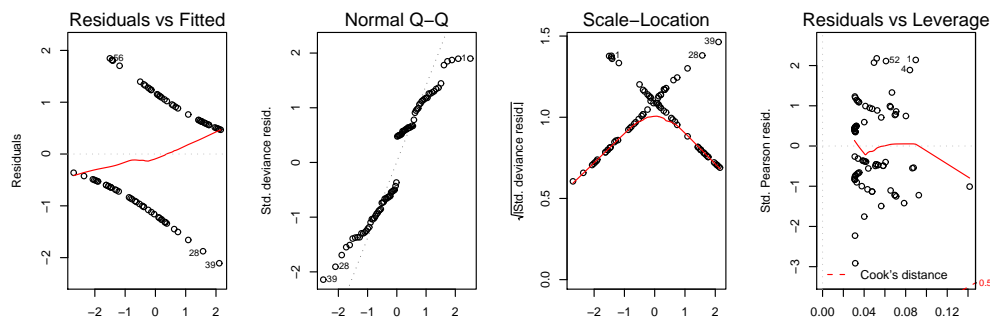 Residuals vs Fitted
Residuals
2
1
0
−1
−2
56
28
39
−2 −1 0 1 2
Normal Q−Q
Std. deviance resid.
2
1
0
−1
−2
1
28
39
−2 −1 0 1 2
Scale−Location
√|Std. deviance resid.|
1.5
1.0
0.5
0.0
1
28
39
−2 −1 0 1 2
Residuals vs Leverage
Std. Pearson resid.
2
1
0
−1
−2
−3
52
1
4
Cook's distance
0.5
0.00 0.04 0.08 0.12